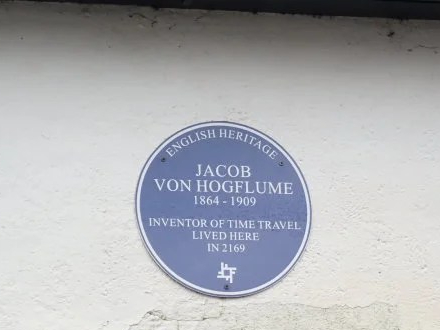 ENGLISH HERITAGE
JACOB
VON HOGFLUME
1864 - 1909
INVENTOR OF TIME TRAVEL
LIVED HERE
IN 2169